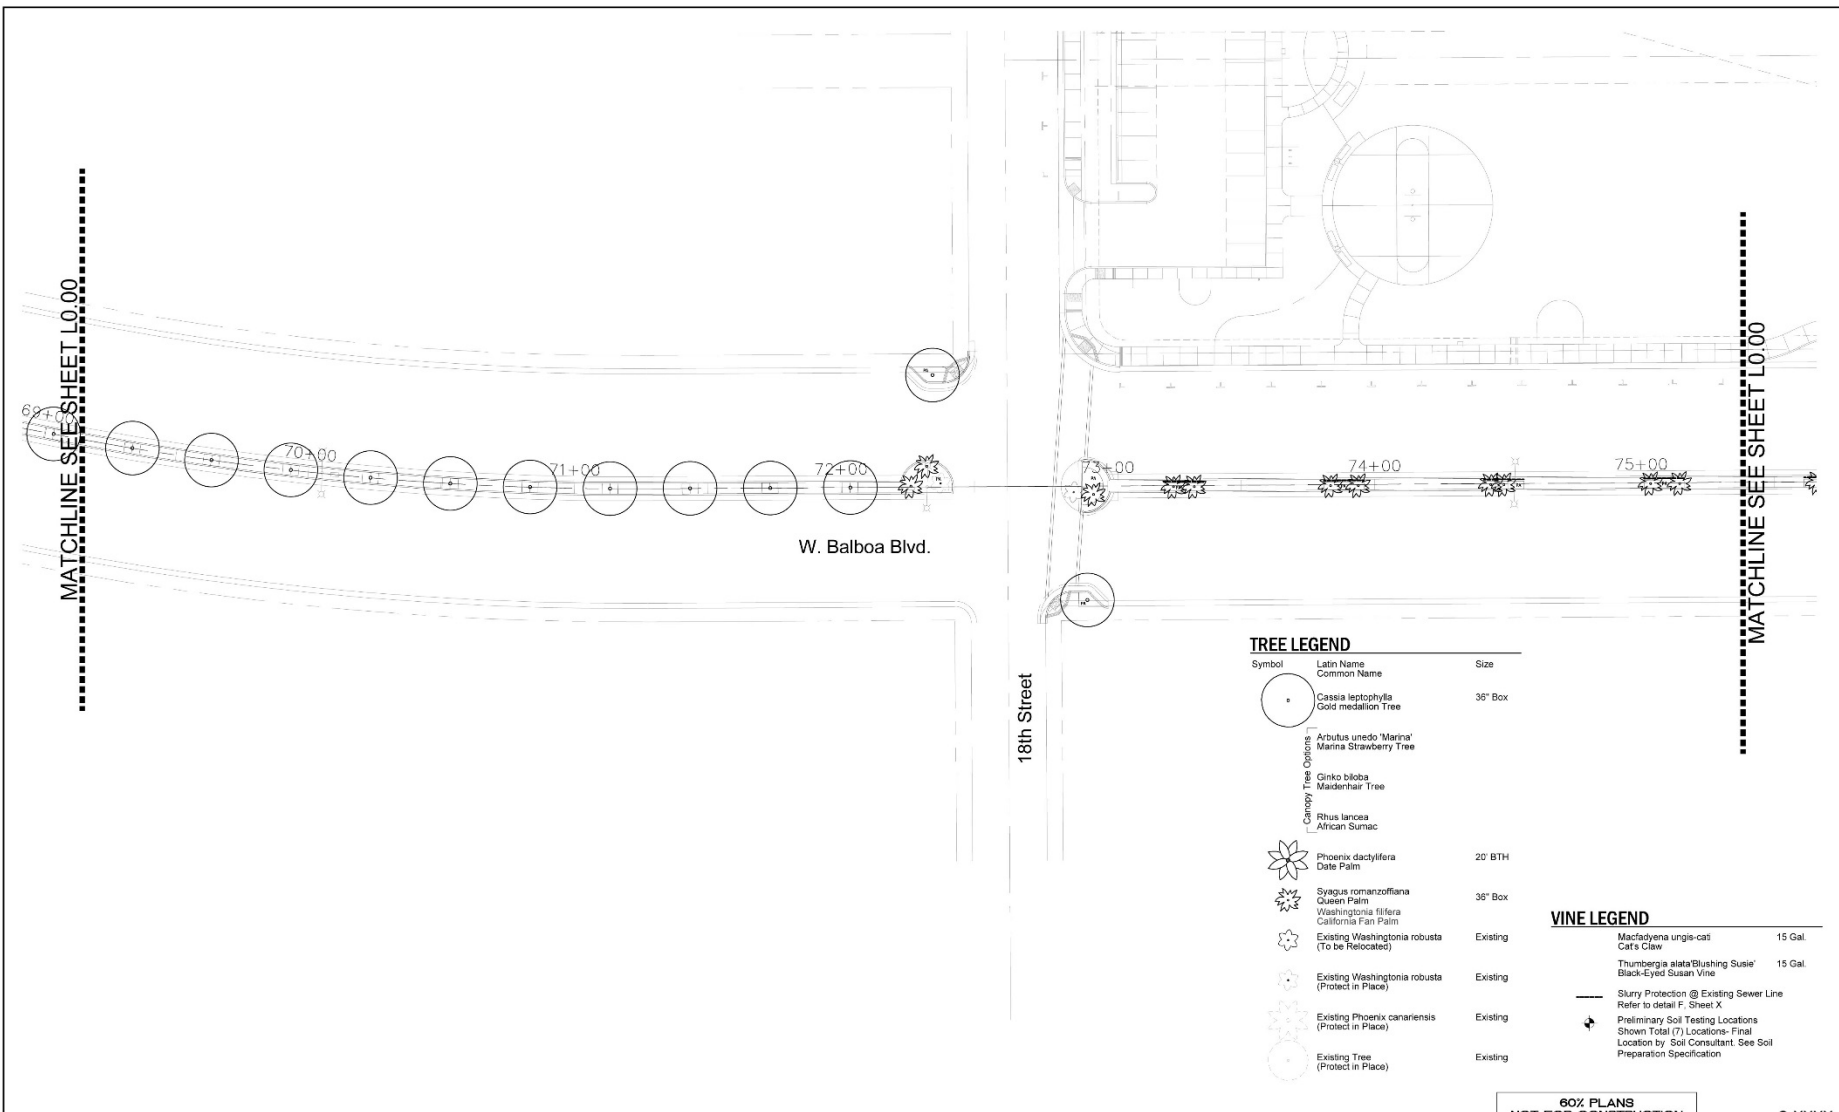 MATCHLINE SEE SHEET L0.00
69+00
70+00
71+00
72+00
73+00
74+00
75+00
MATCHLINE SEE SHEET L0.00
W. Balboa Blvd.
18th Street
TREE LEGEND
Symbol Latin Name Size
Common Name
Cassia leptophylla 36" Box
Gold medallion Tree
Canopy Tree Options
Arbutus unedo 'Marina'
Marina Strawberry Tree
Ginko biloba
Maidenhair Tree
Rhus lancea
African Sumac
Phoenix dactylifera 20' BTH
Date Palm
Syagus romanzoffiana 36" Box
Queen Palm
Washingtonia filifera
California Fan Palm
Existing Washingtonia robusta Existing
(To be Relocated)
Existing Washingtonia robusta Existing
(Protect in Place)
Existing Phoenix canariensis Existing
(Protect in Place)
Existing Tree Existing
(Protect in Place)
VINE LEGEND
Macfadyena ungis-cati 15 Gal.
Cat's Claw
Thumbergia alata'Blushing Susie' 15 Gal.
Black-Eyed Susan Vine
Slurry Protection @ Existing Sewer Line
Refer to detail F, Sheet X
Preliminary Soil Testing Locations
Shown Total (7) Locations- Final
Location by Soil Consultant. See Soil
Preparation Specification
60% PLANS
NOT FOR CONSTRUCTION